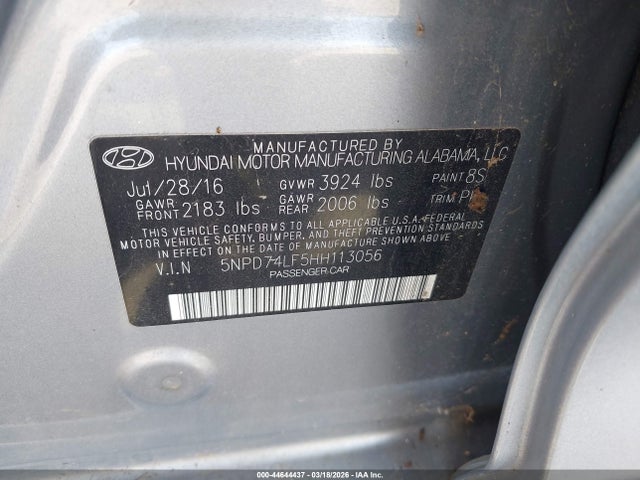 MANUFACTURED BY
HYUNDAI MOTOR MANUFACTURING ALABAMA, LLC
Jul/28/16 GVWR 3924 lbs PAINT 8S
GAWR FRONT 2183 lbs GAWR REAR 2006 lbs TRIM
THIS VEHICLE CONFORMS TO ALL APPLICABLE U.S.A. FEDERAL
MOTOR VEHICLE SAFETY, BUMPER, AND THEFT PREVENTION STANDARDS
IN EFFECT ON THE DATE OF MANUFACTURE SHOWN ABOVE.
V.I.N 5NPD74LF5HH113056
PASSENGER CAR
000-44644437 | 03/18/2026 - IAA Inc.